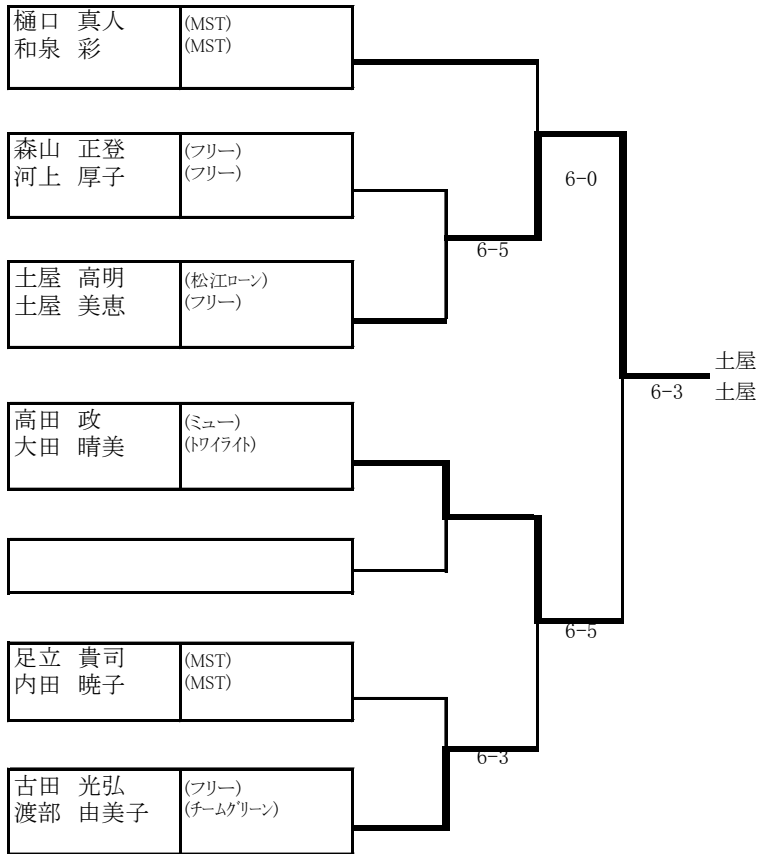 樋口 真人 (MST)
和泉 彩 (MST)
森山 正登 (フリー)
河上 厚子 (フリー)
6-0
6-5
土屋 高明 (松江ローン)
土屋 美恵 (フリー)
土屋
6-3 土屋
高田 政 (ミュー)
大田 晴美 (トワイライト)
6-5
足立 貴司 (MST)
内田 暁子 (MST)
6-3
古田 光弘 (フリー)
渡部 由美子 (チームグリーン)